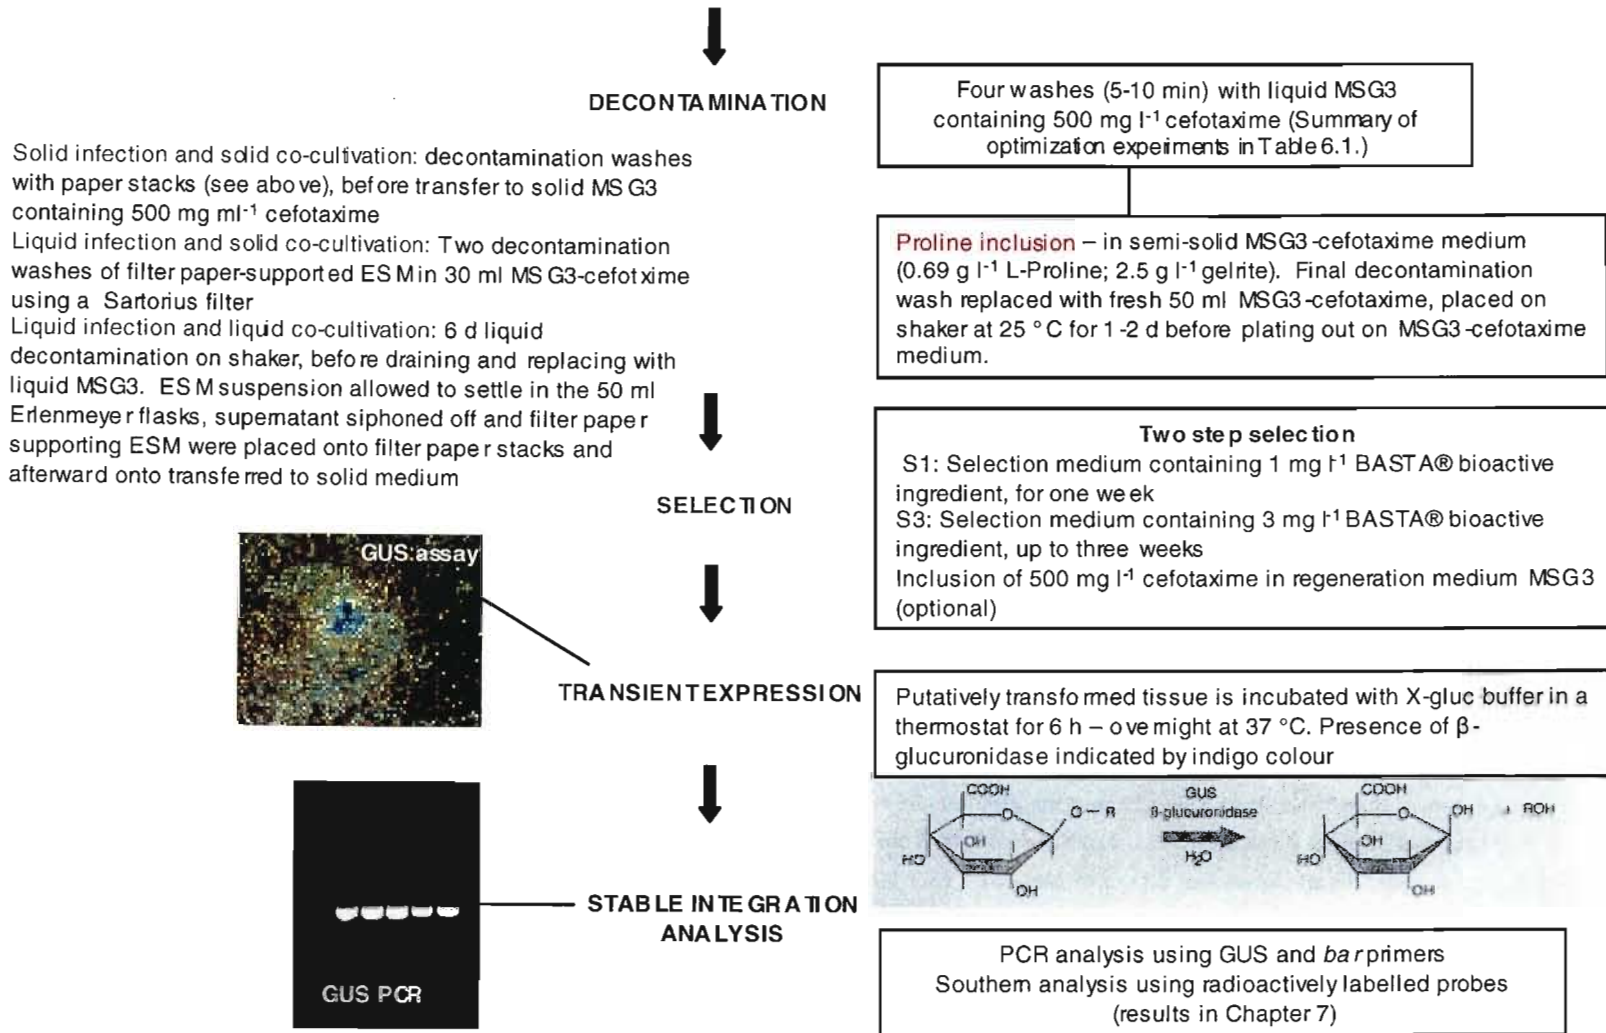 DECONTAMINATION
Four washes (5-10 min) with liquid MSG3
containing 500 mg l⁻¹ cefotaxime (Summary of
optimization experiments in Table 6.1.)
Solid infection and solid co-cultivation: decontamination washes
with paper stacks (see above), before transfer to solid MSG3
containing 500 mg ml⁻¹ cefotaxime
Liquid infection and solid co-cultivation: Two decontamination
washes of filter paper-supported ESM in 30 ml MSG3-cefotxime
using a Sartorius filter
Liquid infection and liquid co-cultivation: 6 d liquid
decontamination on shaker, before draining and replacing with
liquid MSG3. ESM suspension allowed to settle in the 50 ml
Erlenmeyer flasks, supernatant siphoned off and filter paper
supporting ESM were placed onto filter paper stacks and
afterward onto transferred to solid medium
Proline inclusion – in semi-solid MSG3-cefotaxime medium
(0.69 g l⁻¹ L-Proline; 2.5 g l⁻¹ gelrite). Final decontamination
wash replaced with fresh 50 ml MSG3-cefotaxime, placed on
shaker at 25 °C for 1-2 d before plating out on MSG3-cefotaxime
medium.
SELECTION
Two step selection
S1: Selection medium containing 1 mg l⁻¹ BASTA® bioactive
ingredient, for one week
S3: Selection medium containing 3 mg l⁻¹ BASTA® bioactive
ingredient, up to three weeks
Inclusion of 500 mg l⁻¹ cefotaxime in regeneration medium MSG3
(optional)
GUS assay
TRANSIENT EXPRESSION
Putatively transformed tissue is incubated with X-gluc buffer in a
thermostat for 6 h – overnight at 37 °C. Presence of β-
glucuronidase indicated by indigo colour
COOH
O
O – R
OH
HO
OH
GUS
β-glucuronidase
H₂O
COOH
O
OH
+ ROH
OH
HO
OH
STABLE INTEGRATION
ANALYSIS
GUS PCR
PCR analysis using GUS and bar primers
Southern analysis using radioactively labelled probes
(results in Chapter 7)